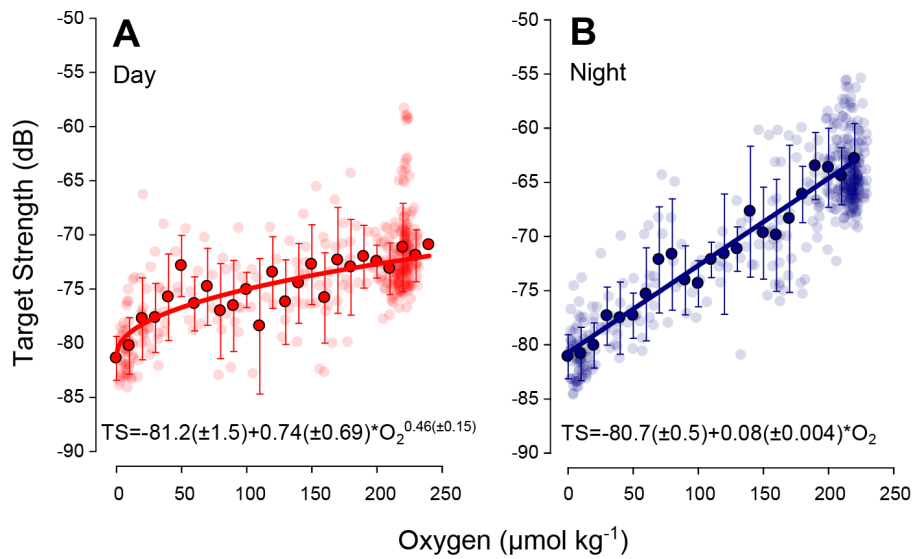 A
Day
B
Night
Target Strength (dB)
-50
-55
-60
-65
-70
-75
-80
-85
-90
TS=-81.2(±1.5)+0.74(±0.69)*O₂^0.46(±0.15)
0 50 100 150 200 250
-50
-55
-60
-65
-70
-75
-80
-85
-90
TS=-80.7(±0.5)+0.08(±0.004)*O₂
0 50 100 150 200 250
Oxygen (μmol kg⁻¹)